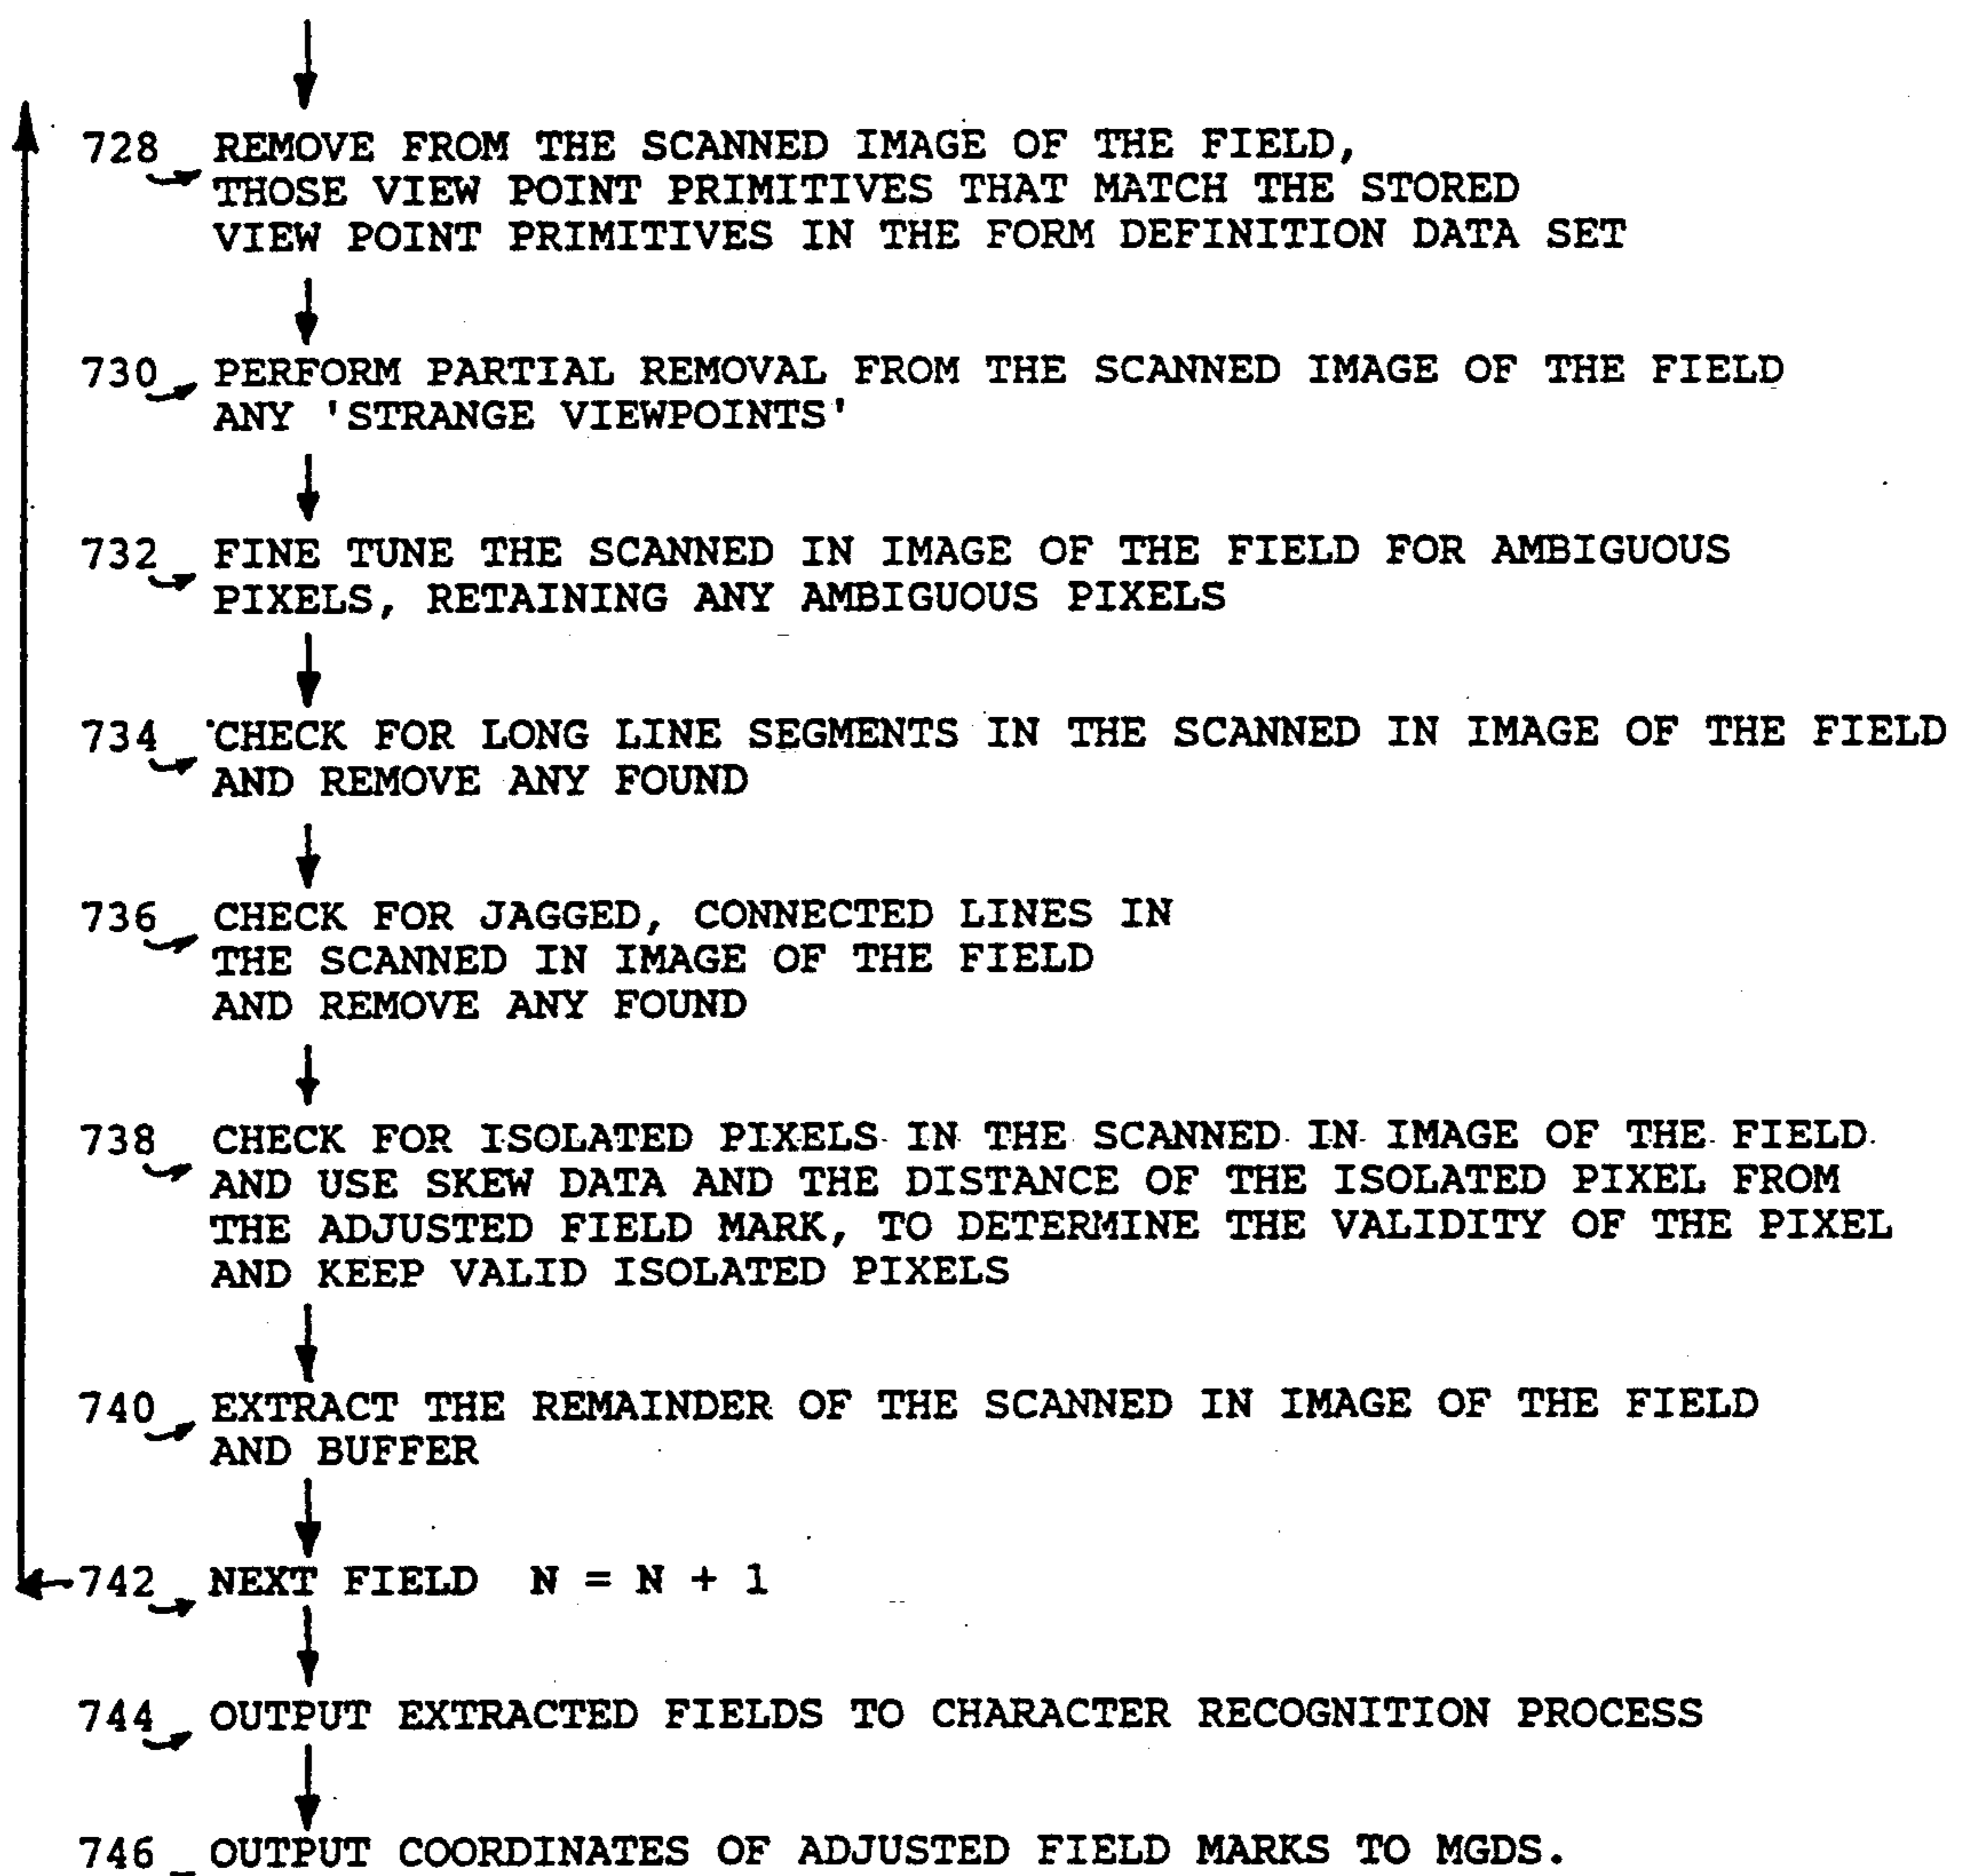 728 REMOVE FROM THE SCANNED IMAGE OF THE FIELD,
THOSE VIEW POINT PRIMITIVES THAT MATCH THE STORED
VIEW POINT PRIMITIVES IN THE FORM DEFINITION DATA SET
730 PERFORM PARTIAL REMOVAL FROM THE SCANNED IMAGE OF THE FIELD
ANY 'STRANGE VIEWPOINTS'
732 FINE TUNE THE SCANNED IN IMAGE OF THE FIELD FOR AMBIGUOUS
PIXELS, RETAINING ANY AMBIGUOUS PIXELS
734 CHECK FOR LONG LINE SEGMENTS IN THE SCANNED IN IMAGE OF THE FIELD
AND REMOVE ANY FOUND
736 CHECK FOR JAGGED, CONNECTED LINES IN
THE SCANNED IN IMAGE OF THE FIELD
AND REMOVE ANY FOUND
738 CHECK FOR ISOLATED PIXELS IN THE SCANNED IN IMAGE OF THE FIELD
AND USE SKEW DATA AND THE DISTANCE OF THE ISOLATED PIXEL FROM
THE ADJUSTED FIELD MARK, TO DETERMINE THE VALIDITY OF THE PIXEL
AND KEEP VALID ISOLATED PIXELS
740 EXTRACT THE REMAINDER OF THE SCANNED IN IMAGE OF THE FIELD
AND BUFFER
742 NEXT FIELD N = N + 1
744 OUTPUT EXTRACTED FIELDS TO CHARACTER RECOGNITION PROCESS
746 OUTPUT COORDINATES OF ADJUSTED FIELD MARKS TO MGDS.